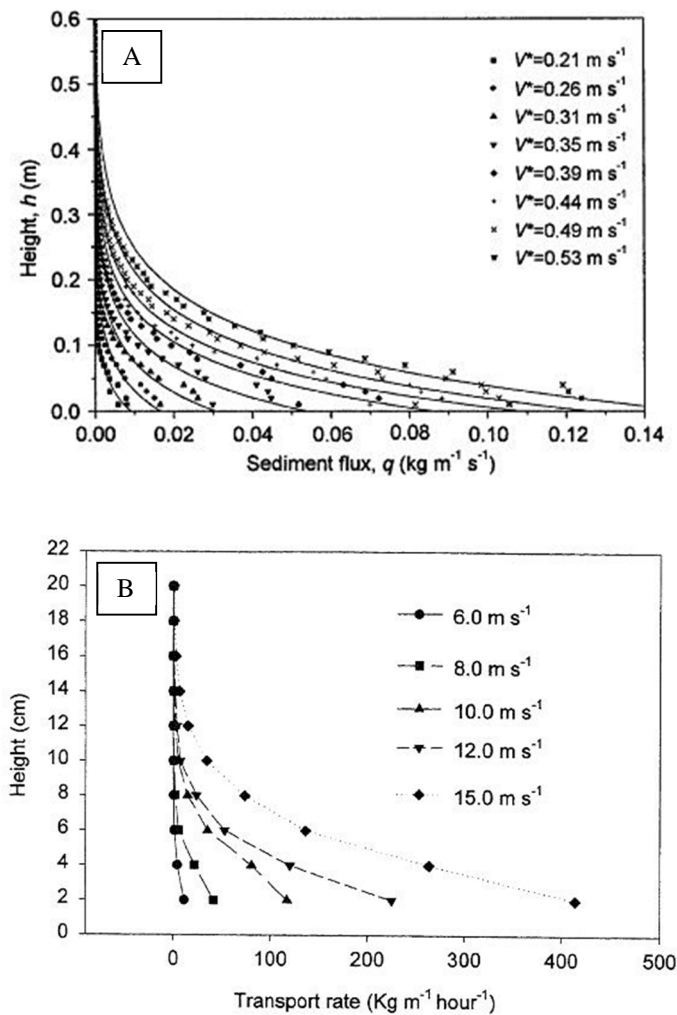 A
0.6
0.5
0.4
0.3
0.2
0.1
0.0
Height, h (m)
V*=0.21 m s⁻¹
V*=0.26 m s⁻¹
V*=0.31 m s⁻¹
V*=0.35 m s⁻¹
V*=0.39 m s⁻¹
V*=0.44 m s⁻¹
V*=0.49 m s⁻¹
V*=0.53 m s⁻¹
0.00 0.02 0.04 0.06 0.08 0.10 0.12 0.14
Sediment flux, q (kg m⁻¹ s⁻¹)
B
22
20
18
16
14
12
10
8
6
4
2
0
Height (cm)
6.0 m s⁻¹
8.0 m s⁻¹
10.0 m s⁻¹
12.0 m s⁻¹
15.0 m s⁻¹
0 100 200 300 400 500
Transport rate (Kg m⁻¹ hour⁻¹)